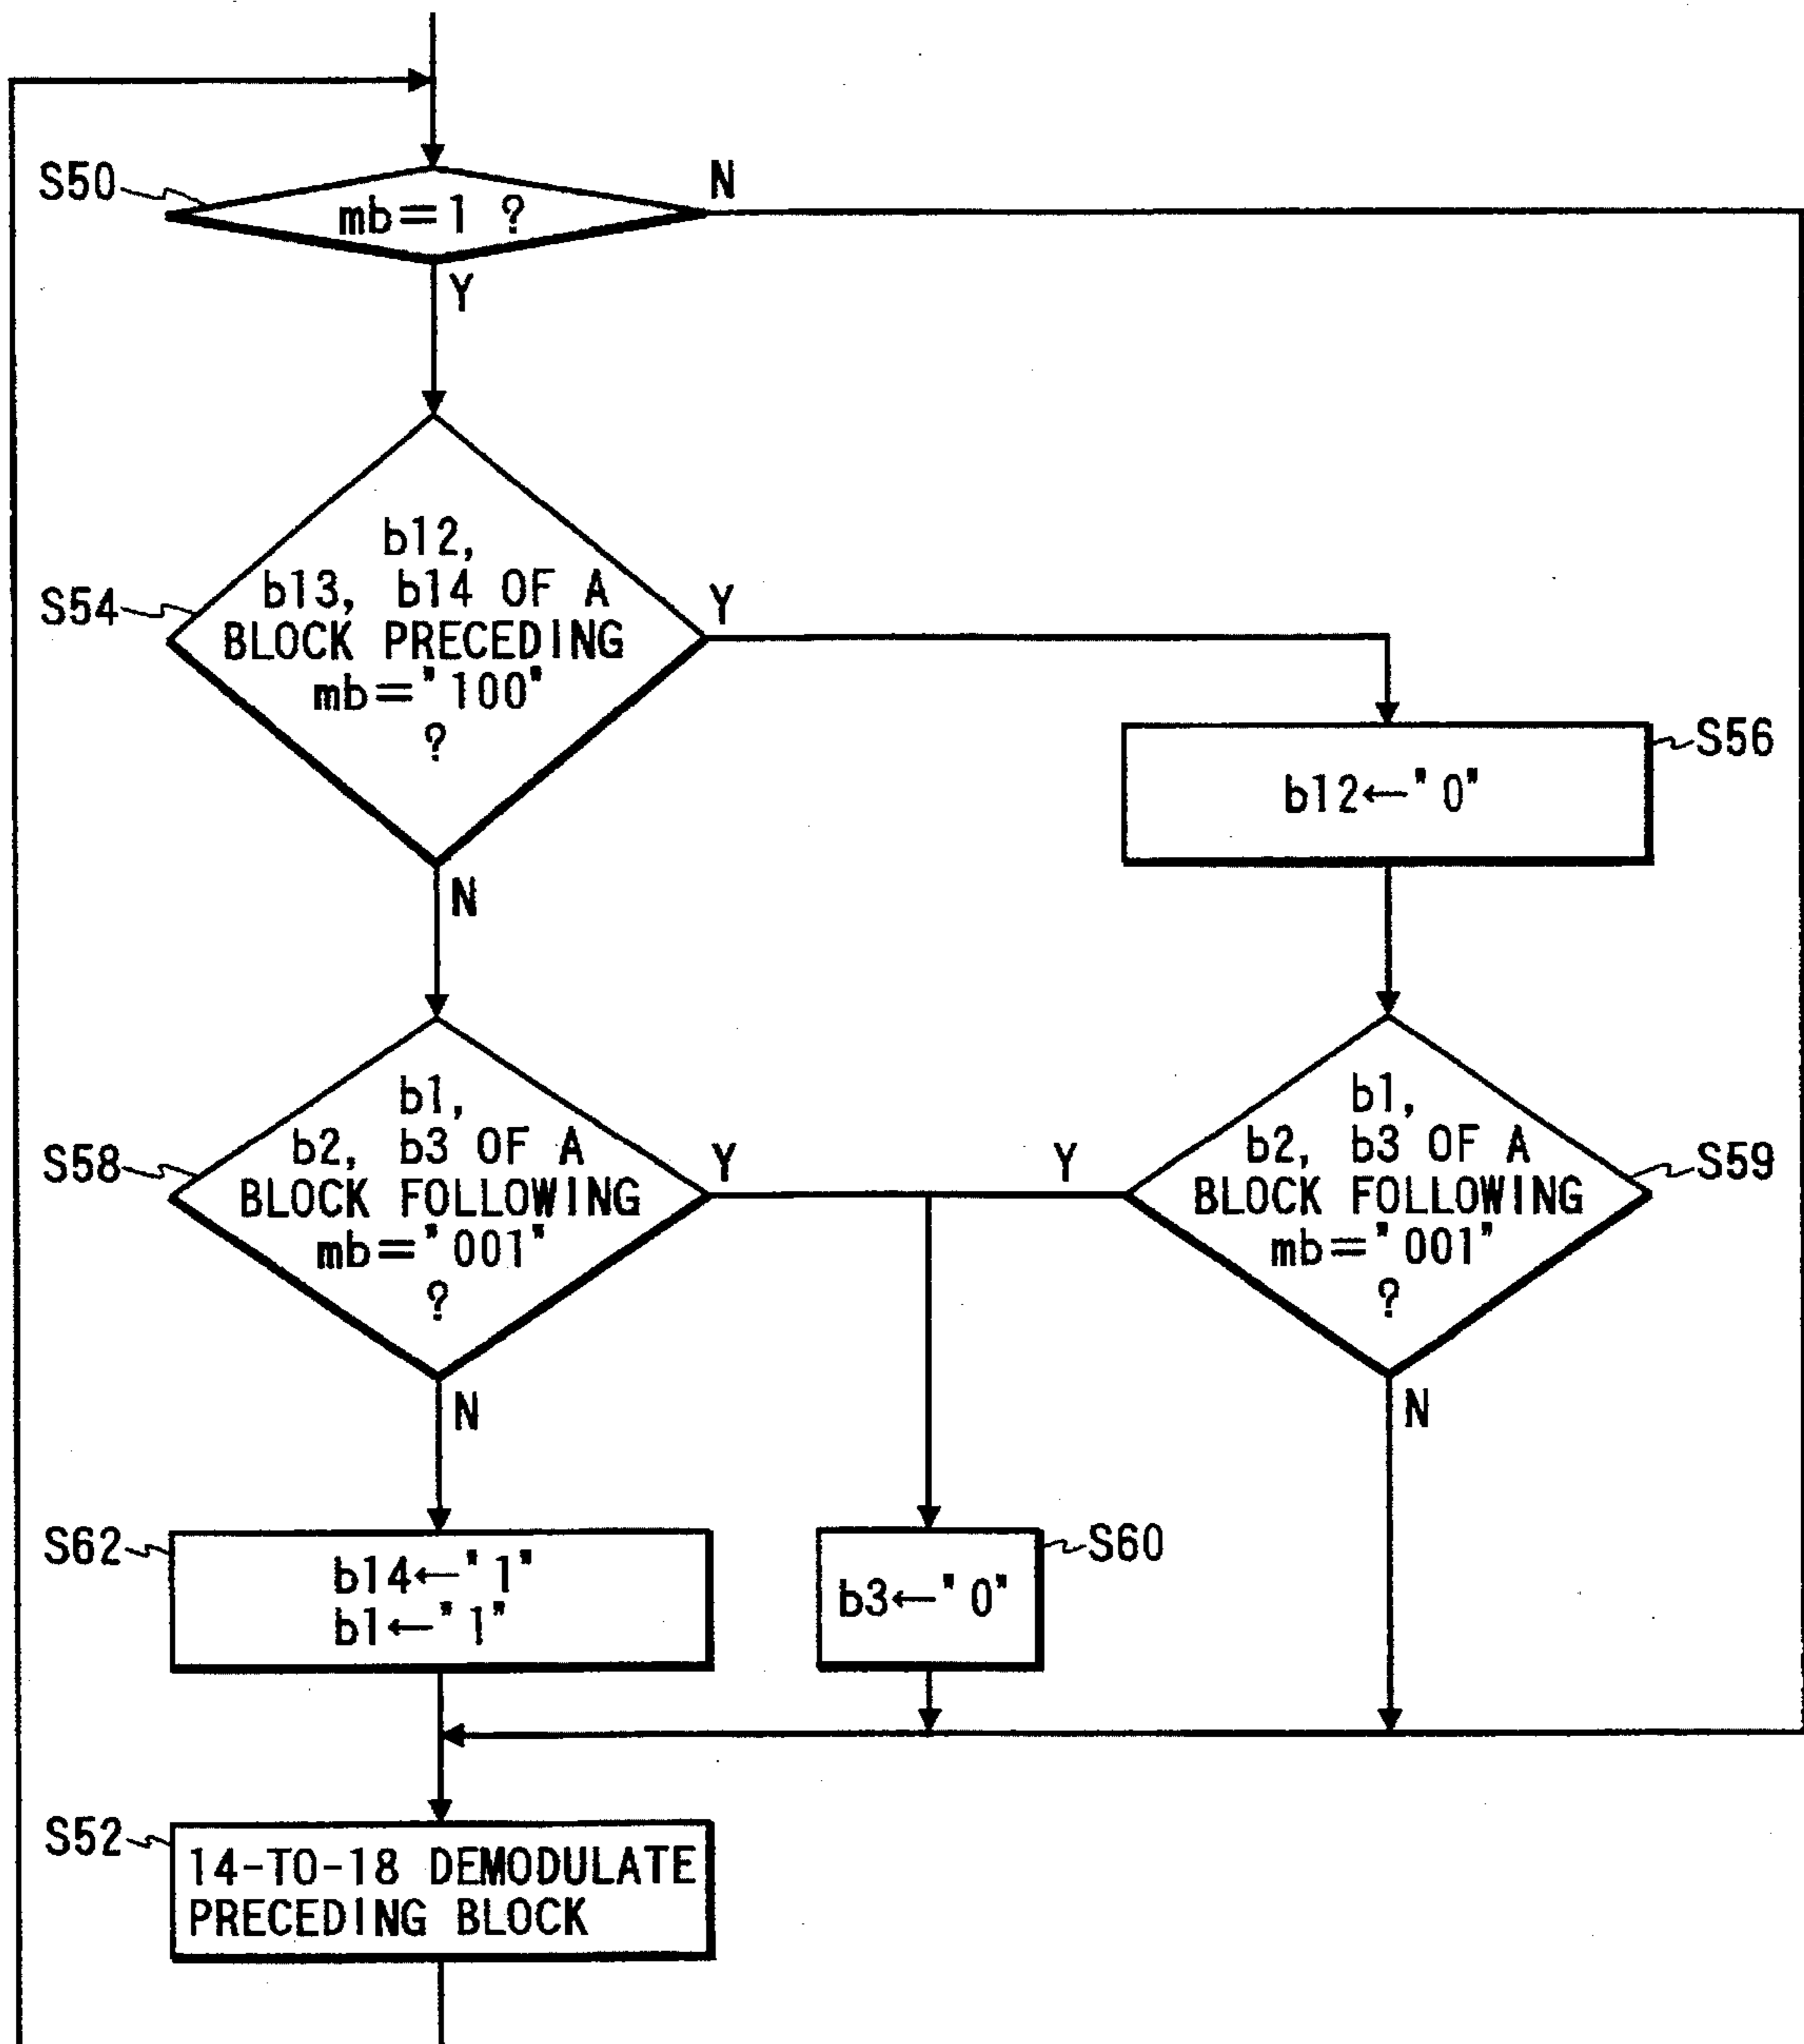 S50
mb=1 ?
N
Y
S54
b12,
b13, b14 OF A
BLOCK PRECEDING
mb="100"
?
Y
N
S56
b12←"0"
S58
b1,
b2, b3 OF A
BLOCK FOLLOWING
mb="001"
?
Y
N
S59
b1,
b2, b3 OF A
BLOCK FOLLOWING
mb="001"
?
Y
N
S62
b14←"1"
b1←"1"
S60
b3←"0"
S52
14-TO-18 DEMODULATE
PRECEDING BLOCK